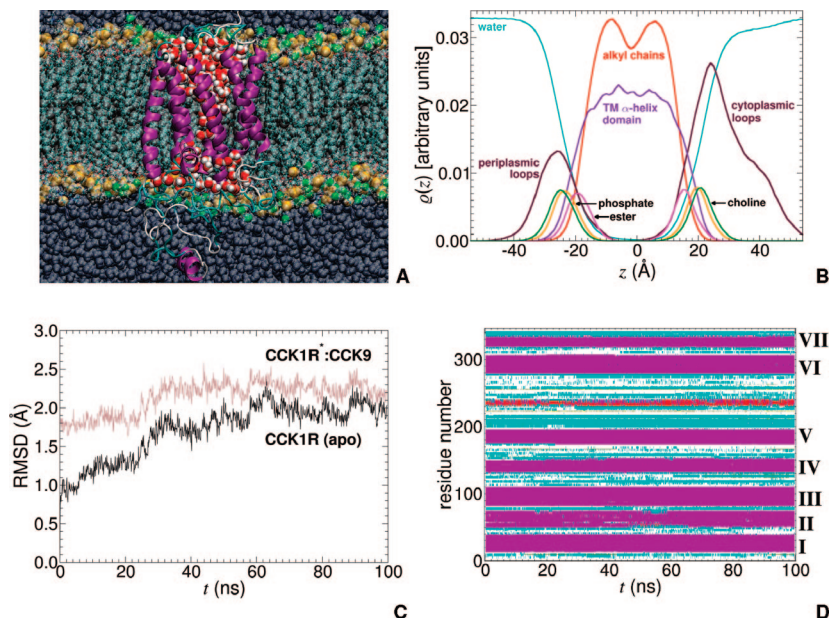 A
ϱ(z) [arbitrary units]
0.03
0.02
0.01
0.00
water
alkyl chains
TM α-helix
domain
cytoplasmic
loops
periplasmic
loops
phosphate
ester
choline
-40
-20
0
20
40
z (Å)
B
RMSD (Å)
3.0
2.5
2.0
1.5
1.0
0.5
0.0
CCK1R*:CCK9
CCK1R (apo)
0
20
40
60
80
100
t (ns)
C
residue number
300
200
100
0
VII
VI
V
IV
III
II
I
0
20
40
60
80
100
t (ns)
D